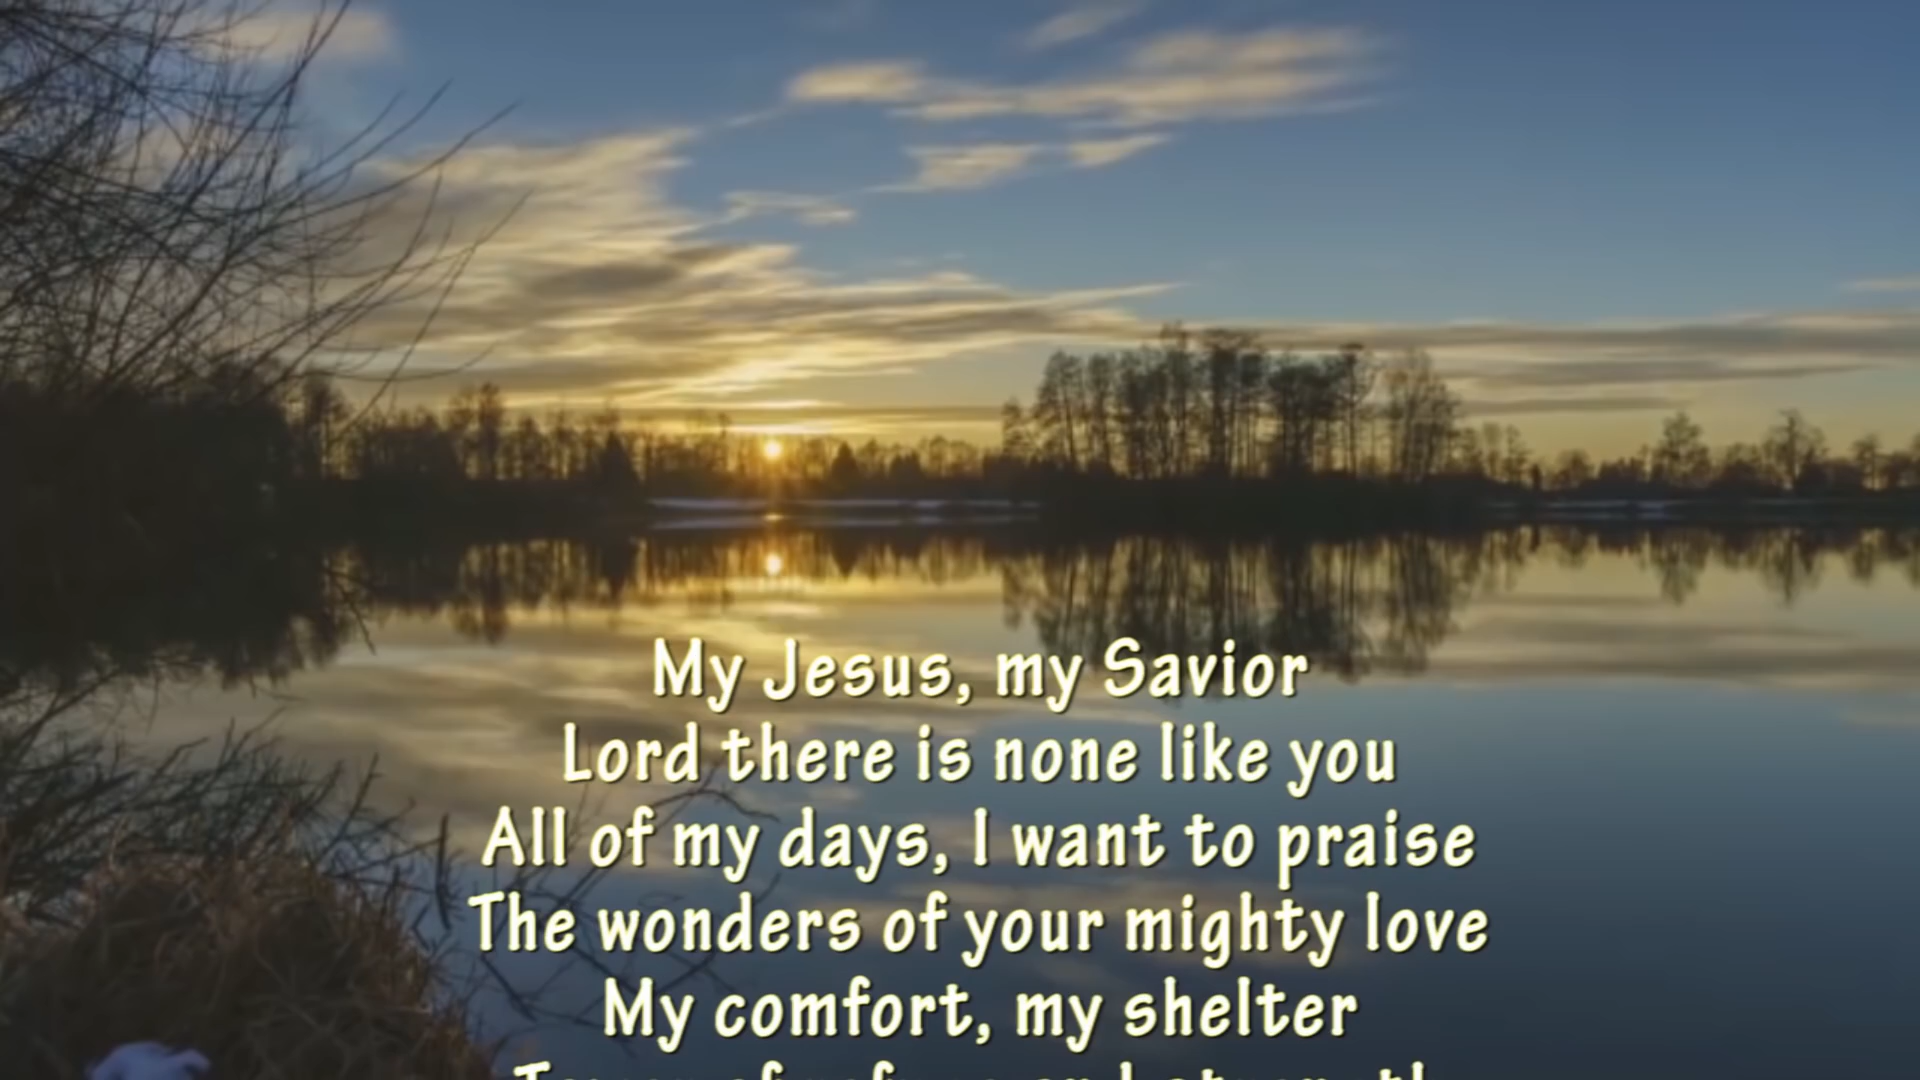 My Jesus, my Savior
Lord there is none like you
All of my days, I want to praise
The wonders of your mighty love
My comfort, my shelter